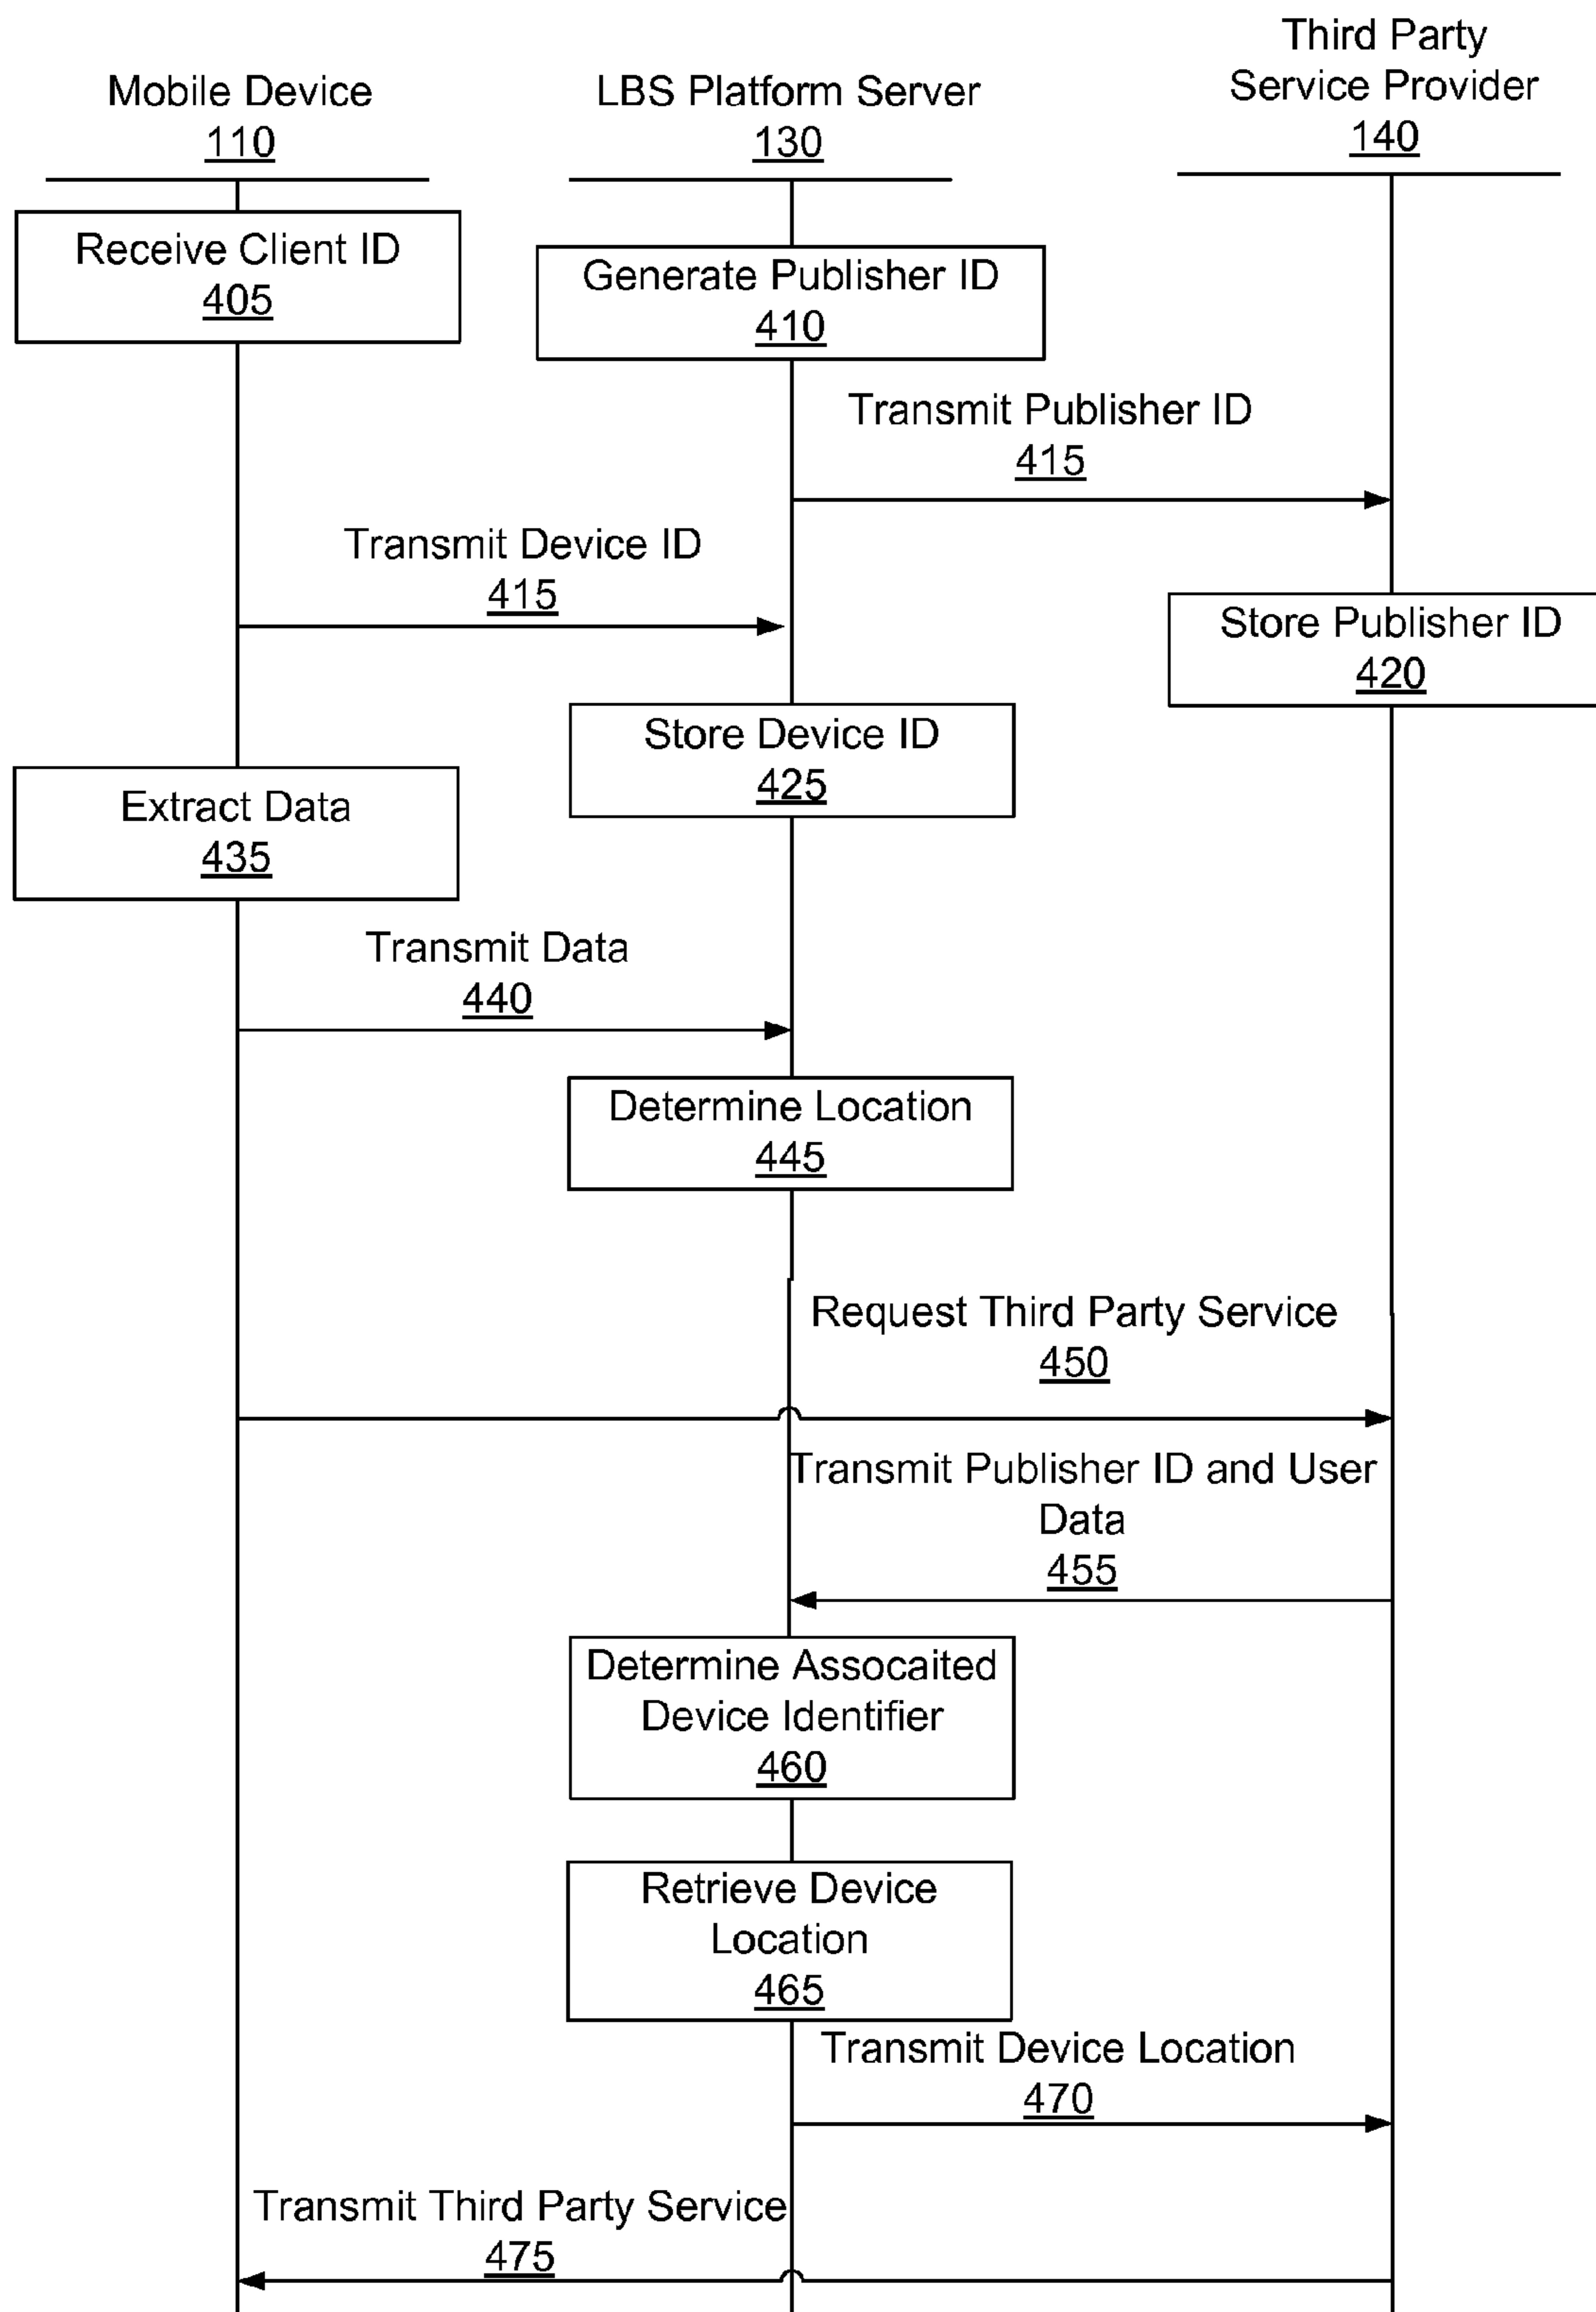 Mobile Device
110
LBS Platform Server
130
Third Party
Service Provider
140
Receive Client ID
405
Generate Publisher ID
410
Transmit Publisher ID
415
Transmit Device ID
415
Store Publisher ID
420
Store Device ID
425
Extract Data
435
Transmit Data
440
Determine Location
445
Request Third Party Service
450
Transmit Publisher ID and User
Data
455
Determine Assocaited
Device Identifier
460
Retrieve Device
Location
465
Transmit Device Location
470
Transmit Third Party Service
475